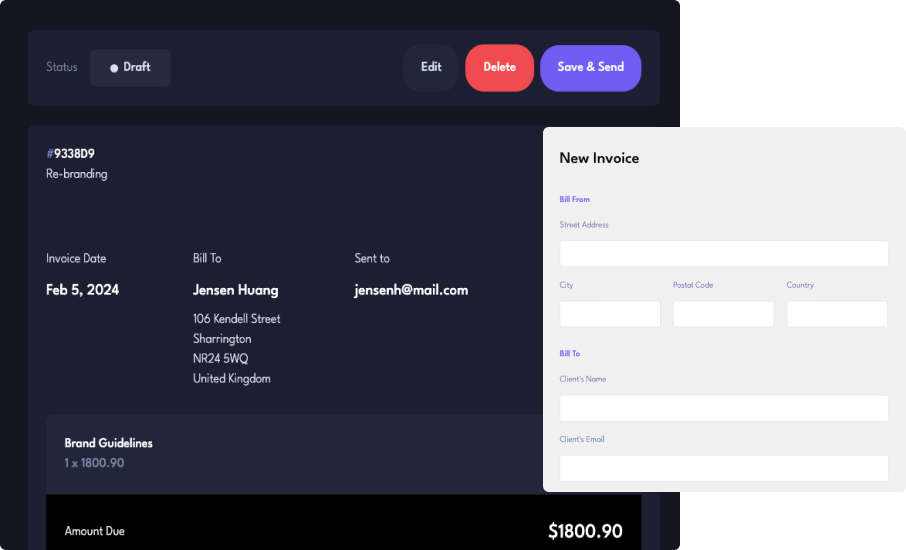 Status
Draft
Edit
Delete
Save & Send
#9338D9
Re-branding
Invoice Date
Bill To
Sent to
Feb 5, 2024
Jensen Huang
jensenh@mail.com
106 Kendell Street
Sharrington
NR24 5WQ
United Kingdom
Brand Guidelines
1 x 1800.90
Amount Due
$1800.90
New Invoice
Bill From
Street Address
City
Postal Code
Country
Bill To
Client's Name
Client's Email